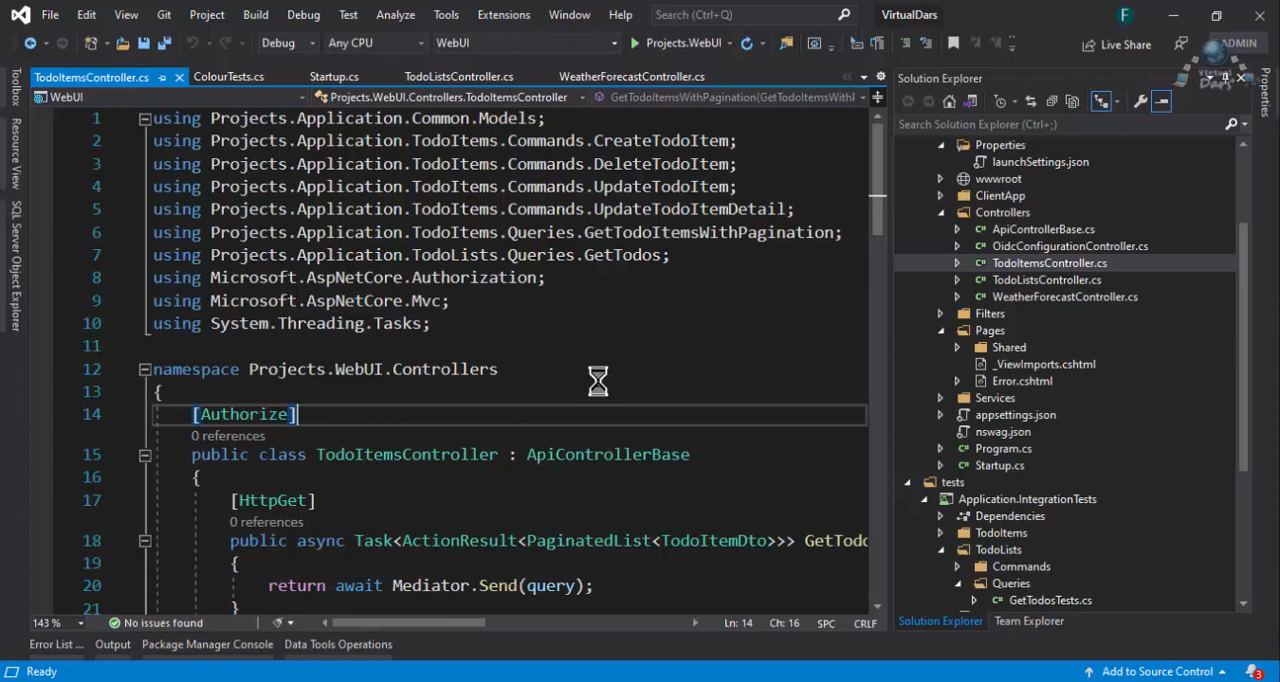 File Edit View Git Project Build Debug Test Analyze Tools Extensions Window Help Search (Ctrl+Q) VirtualDars F
Debug Any CPU WebUI Projects.WebUI Live Share ADMIN
TodoItemsController.cs ColourTests.cs Startup.cs TodoListsController.cs WeatherForecastController.cs
WebUI Projects.WebUI.Controllers.TodoItemsController GetTodoItemsWithPagination(GetTodoItemsWithI
Toolbox
Resource View
SQL Server Object Explorer
1 using Projects.Application.Common.Models;
2 using Projects.Application.TodoItems.Commands.CreateTodoItem;
3 using Projects.Application.TodoItems.Commands.DeleteTodoItem;
4 using Projects.Application.TodoItems.Commands.UpdateTodoItem;
5 using Projects.Application.TodoItems.Commands.UpdateTodoItemDetail;
6 using Projects.Application.TodoItems.Queries.GetTodoItemsWithPagination;
7 using Projects.Application.TodoLists.Queries.GetTodos;
8 using Microsoft.AspNetCore.Authorization;
9 using Microsoft.AspNetCore.Mvc;
10 using System.Threading.Tasks;
11
12 namespace Projects.WebUI.Controllers
13 {
14 [Authorize]
0 references
15 public class TodoItemsController : ApiControllerBase
16 {
17 [HttpGet]
0 references
18 public async Task<ActionResult<PaginatedList<TodoItemDto>>> GetTodo
19 {
20 return await Mediator.Send(query);
21 }
143 % No issues found Ln: 14 Ch: 16 SPC CRLF
Error List ... Output Package Manager Console Data Tools Operations
Ready Add to Source Control 3
Solution Explorer
Search Solution Explorer (Ctrl+;)
Properties
launchSettings.json
wwwroot
ClientApp
Controllers
ApiControllerBase.cs
OidcConfigurationController.cs
TodoItemsController.cs
TodoListsController.cs
WeatherForecastController.cs
Filters
Pages
Shared
_ViewImports.cshtml
Error.cshtml
Services
appsettings.json
nswag.json
Program.cs
Startup.cs
tests
Application.IntegrationTests
Dependencies
TodoItems
TodoLists
Commands
Queries
GetTodosTests.cs
Solution Explorer Team Explorer
Properties